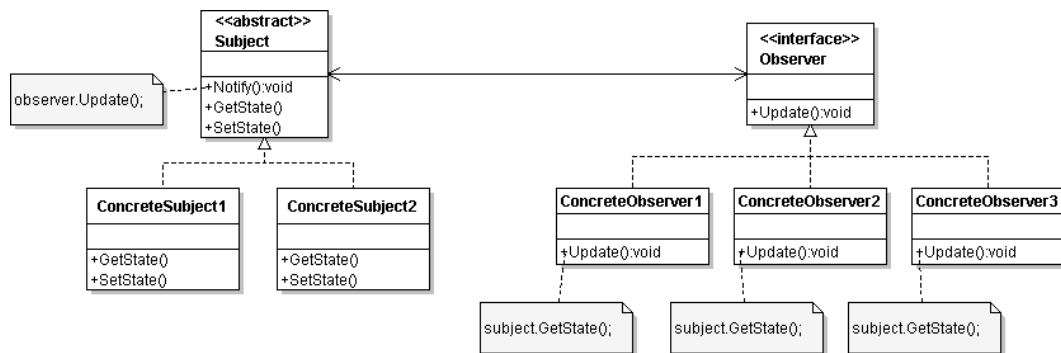 <<abstract>>
Subject
+Notify():void
+GetState()
+SetState()
observer.Update();
<<interface>>
Observer
+Update():void
ConcreteSubject1
+GetState()
+SetState()
ConcreteSubject2
+GetState()
+SetState()
ConcreteObserver1
+Update():void
ConcreteObserver2
+Update():void
ConcreteObserver3
+Update():void
subject.GetState();
subject.GetState();
subject.GetState();